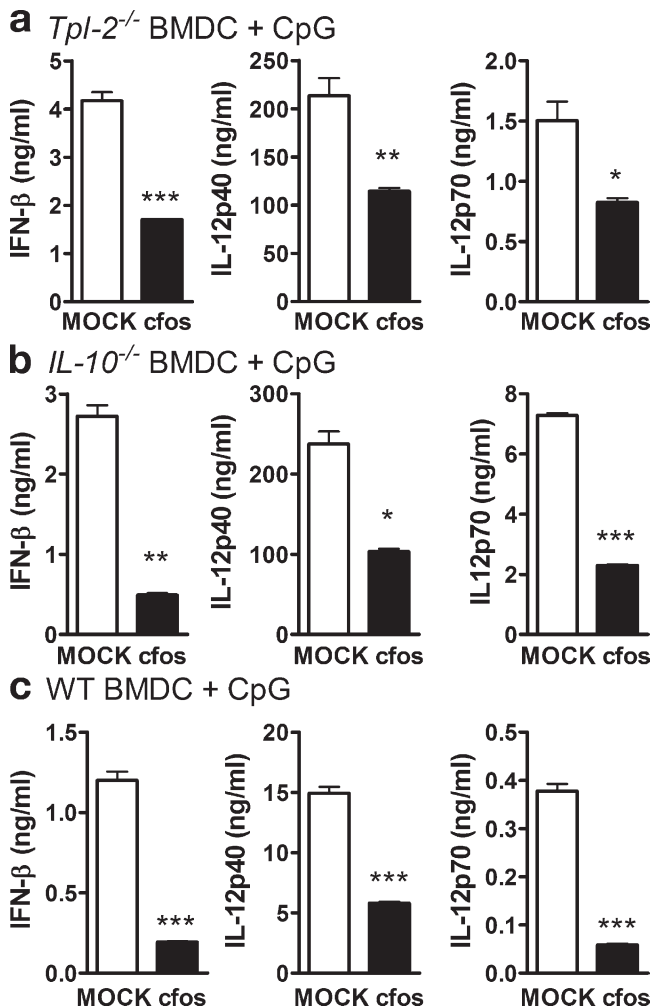 a Tpl-2-/- BMDC + CpG
IFN-β (ng/ml)
5
4
3
2
1
0
***
MOCK cfos
IL-12p40 (ng/ml)
250
200
150
100
50
0
**
MOCK cfos
IL-12p70 (ng/ml)
2.0
1.5
1.0
0.5
0.0
*
MOCK cfos
b IL-10-/- BMDC + CpG
IFN-β (ng/ml)
3
2
1
0
**
MOCK cfos
IL-12p40 (ng/ml)
300
200
100
0
*
MOCK cfos
IL12p70 (ng/ml)
8
6
4
2
0
***
MOCK cfos
c WT BMDC + CpG
IFN-β (ng/ml)
1.5
1.0
0.5
0.0
***
MOCK cfos
IL-12p40 (ng/ml)
20
15
10
5
0
***
MOCK cfos
IL-12p70 (ng/ml)
0.5
0.4
0.3
0.2
0.1
0.0
***
MOCK cfos